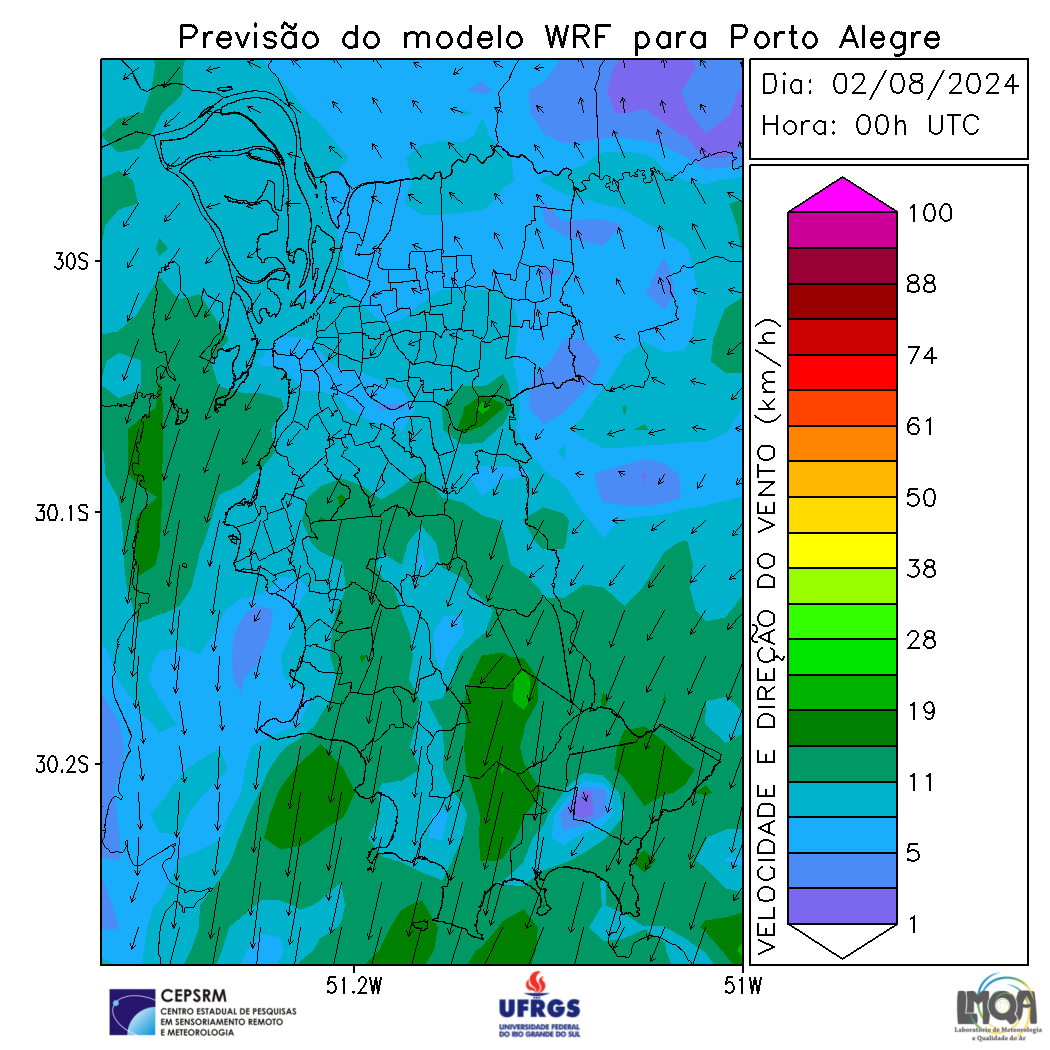 Previsão do modelo WRF para Porto Alegre
Dia: 02/08/2024
Hora: 00h UTC
30S
30.1S
30.2S
51.2W
51W
VELOCIDADE E DIREÇÃO DO VENTO (km/h)
100
88
74
61
50
38
28
19
11
5
1
CEPSRM
CENTRO ESTADUAL DE PESQUISAS
EM SENSORIAMENTO REMOTO
E METEOROLOGIA
UFRGS
UNIVERSIDADE FEDERAL
DO RIO GRANDE DO SUL
LMQA
Laboratório de Meteorologia
e Qualidade do Ar